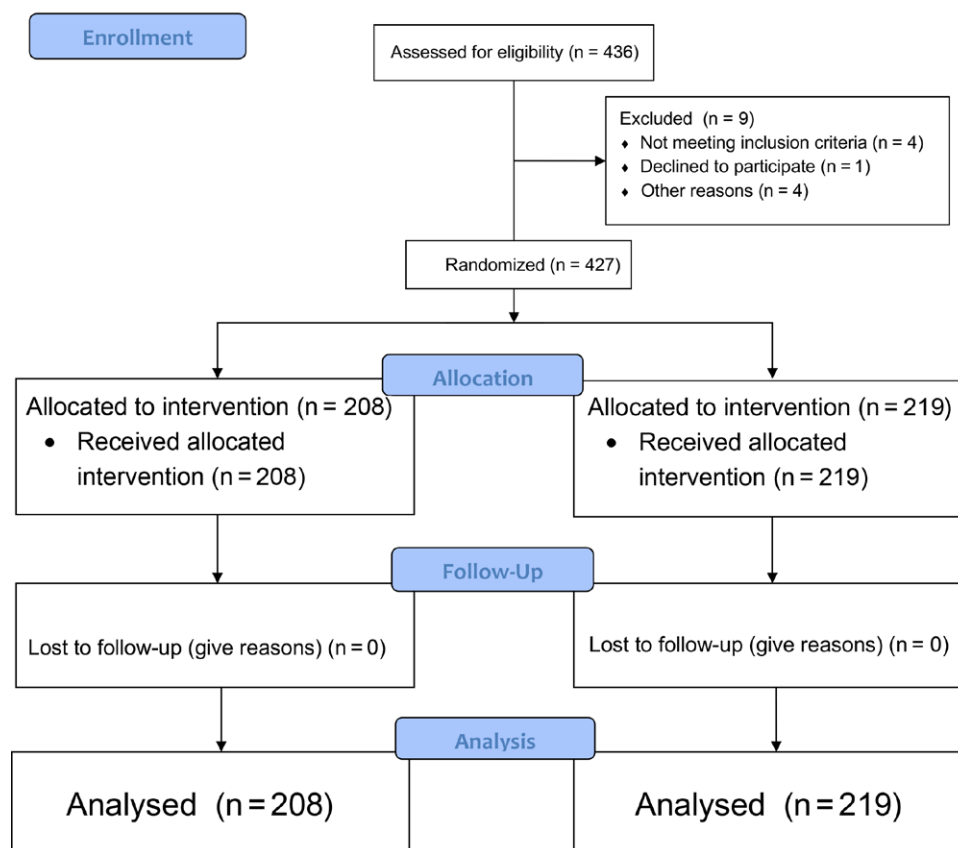 Enrollment
Assessed for eligibility (n = 436)
Excluded (n = 9)
♦ Not meeting inclusion criteria (n = 4)
♦ Declined to participate (n = 1)
♦ Other reasons (n = 4)
Randomized (n = 427)
Allocation
Allocated to intervention (n = 208)
• Received allocated
intervention (n = 208)
Allocated to intervention (n = 219)
• Received allocated
intervention (n = 219)
Follow-Up
Lost to follow-up (give reasons) (n = 0)
Lost to follow-up (give reasons) (n = 0)
Analysis
Analysed (n = 208)
Analysed (n = 219)